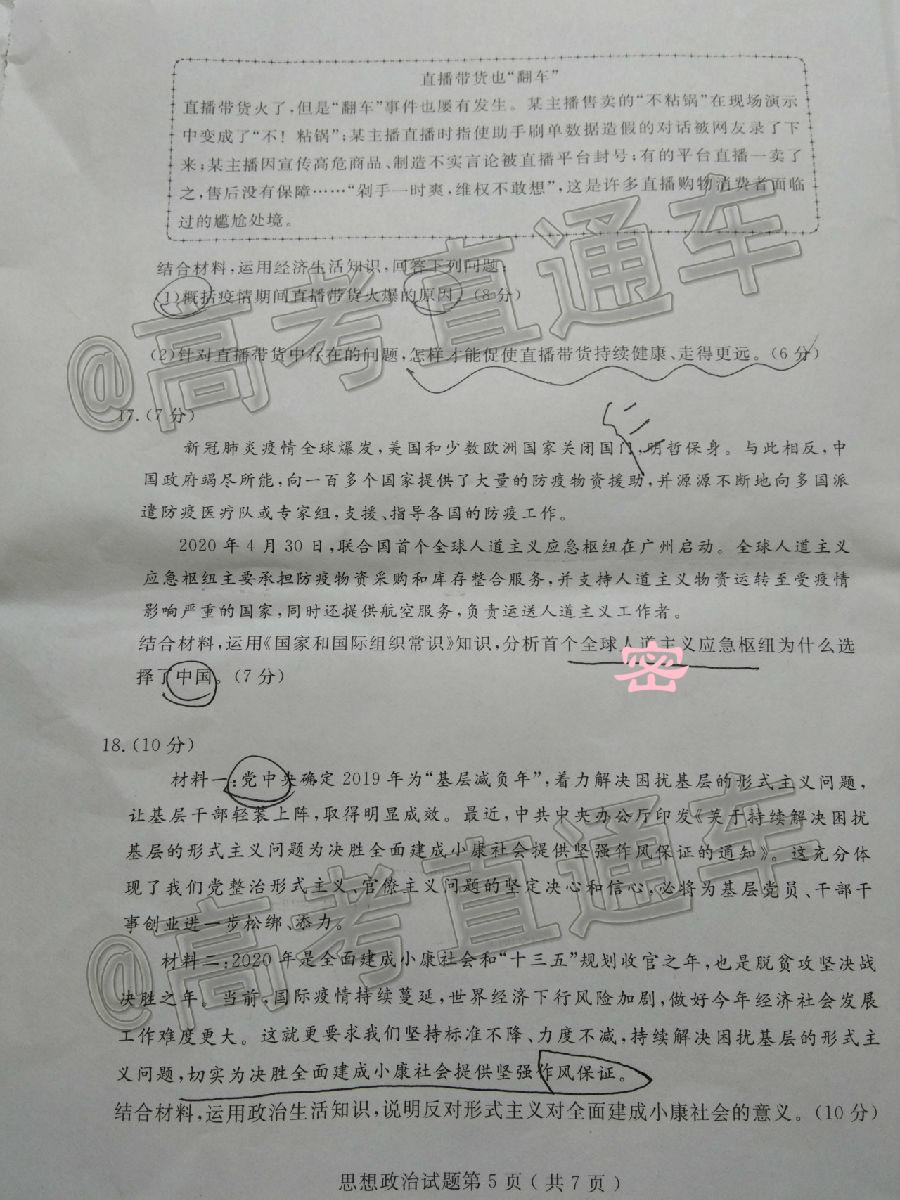 直播带货也“翻车”
直播带货火了,但是“翻车”事件也屡有发生。某主播售卖的“不粘锅”在现场演示
中变成了“不!粘锅”;某主播直播时指使助手刷单数据造假的对话被网友录了下
来;某主播因宣传高危商品、制造不实言论被直播平台封号;有的平台直播一卖了
之,售后没有保障……“剁手一时爽,维权不敢想”,这是许多直播购物消费者面临
过的尴尬处境。
结合材料,运用经济生活知识,回答下列问题:
(1)概括疫情期间直播带货火爆的原因。(8分)
(2)针对直播带货中存在的问题,怎样才能促使直播带货持续健康、走得更远。(6分)
@高考直通车
17.(7分)
新冠肺炎疫情全球爆发,美国和少数欧洲国家关闭国门,明哲保身。与此相反,中
国政府竭尽所能,向一百多个国家提供了大量的防疫物资援助,并源源不断地向多国派
遣防疫医疗队或专家组,支援、指导各国的防疫工作。
2020年4月30日,联合国首个全球人道主义应急枢纽在广州启动。全球人道主义
应急枢纽主要承担防疫物资采购和库存整合服务,并支持人道主义物资运转至受疫情
影响严重的国家,同时还提供航空服务,负责运送人道主义工作者。
结合材料,运用《国家和国际组织常识》知识,分析首个全球人道主义应急枢纽为什么选
择了中国。(7分)
密
18.(10分)
材料一:党中央确定2019年为“基层减负年”,着力解决困扰基层的形式主义问题,
让基层干部轻装上阵,取得明显成效。最近,中共中央办公厅印发《关于持续解决困扰
基层的形式主义问题为决胜全面建成小康社会提供坚强作风保证的通知》。这充分体
现了我们党整治形式主义、官僚主义问题的坚定决心和信心,必将为基层党员、干部干
事创业进一步松绑、添力。
@高考直通车
材料二:2020年是全面建成小康社会和“十三五”规划收官之年,也是脱贫攻坚决战
决胜之年。当前,国际疫情持续蔓延,世界经济下行风险加剧,做好今年经济社会发展
工作难度更大。这就更要求我们坚持标准不降、力度不减,持续解决困扰基层的形式主
义问题,切实为决胜全面建成小康社会提供坚强作风保证。
结合材料,运用政治生活知识,说明反对形式主义对全面建成小康社会的意义。(10分)
思想政治试题第5页(共7页)